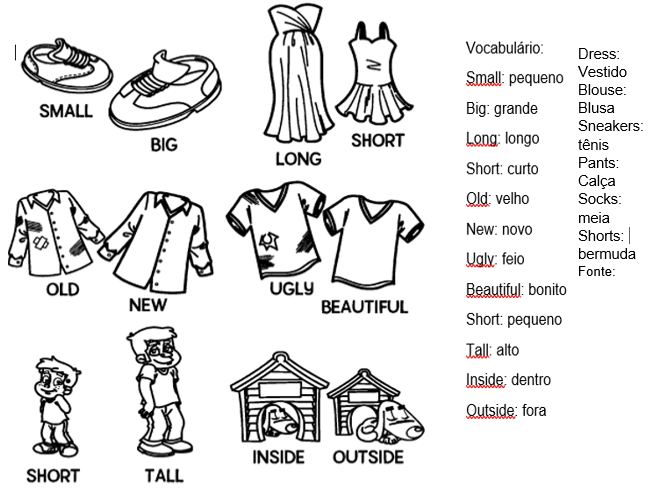 SMALL
BIG
LONG
SHORT
OLD
NEW
UGLY
BEAUTIFUL
SHORT
TALL
INSIDE
OUTSIDE
Vocabulário:
Small: pequeno
Big: grande
Long: longo
Short: curto
Old: velho
New: novo
Ugly: feio
Beautiful: bonito
Short: pequeno
Tall: alto
Inside: dentro
Outside: fora
Dress:
Vestido
Blouse:
Blusa
Sneakers:
tênis
Pants:
Calça
Socks:
meia
Shorts:
bermuda
Fonte: